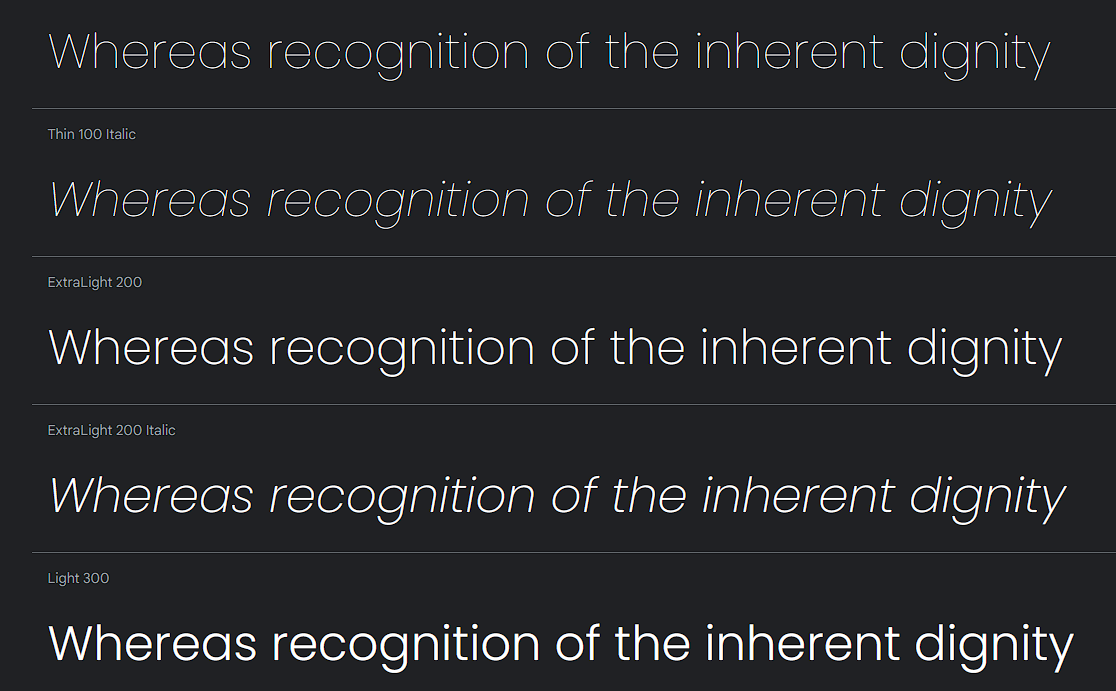 Whereas recognition of the inherent dignity
Thin 100 Italic
Whereas recognition of the inherent dignity
ExtraLight 200
Whereas recognition of the inherent dignity
ExtraLight 200 Italic
Whereas recognition of the inherent dignity
Light 300
Whereas recognition of the inherent dignity